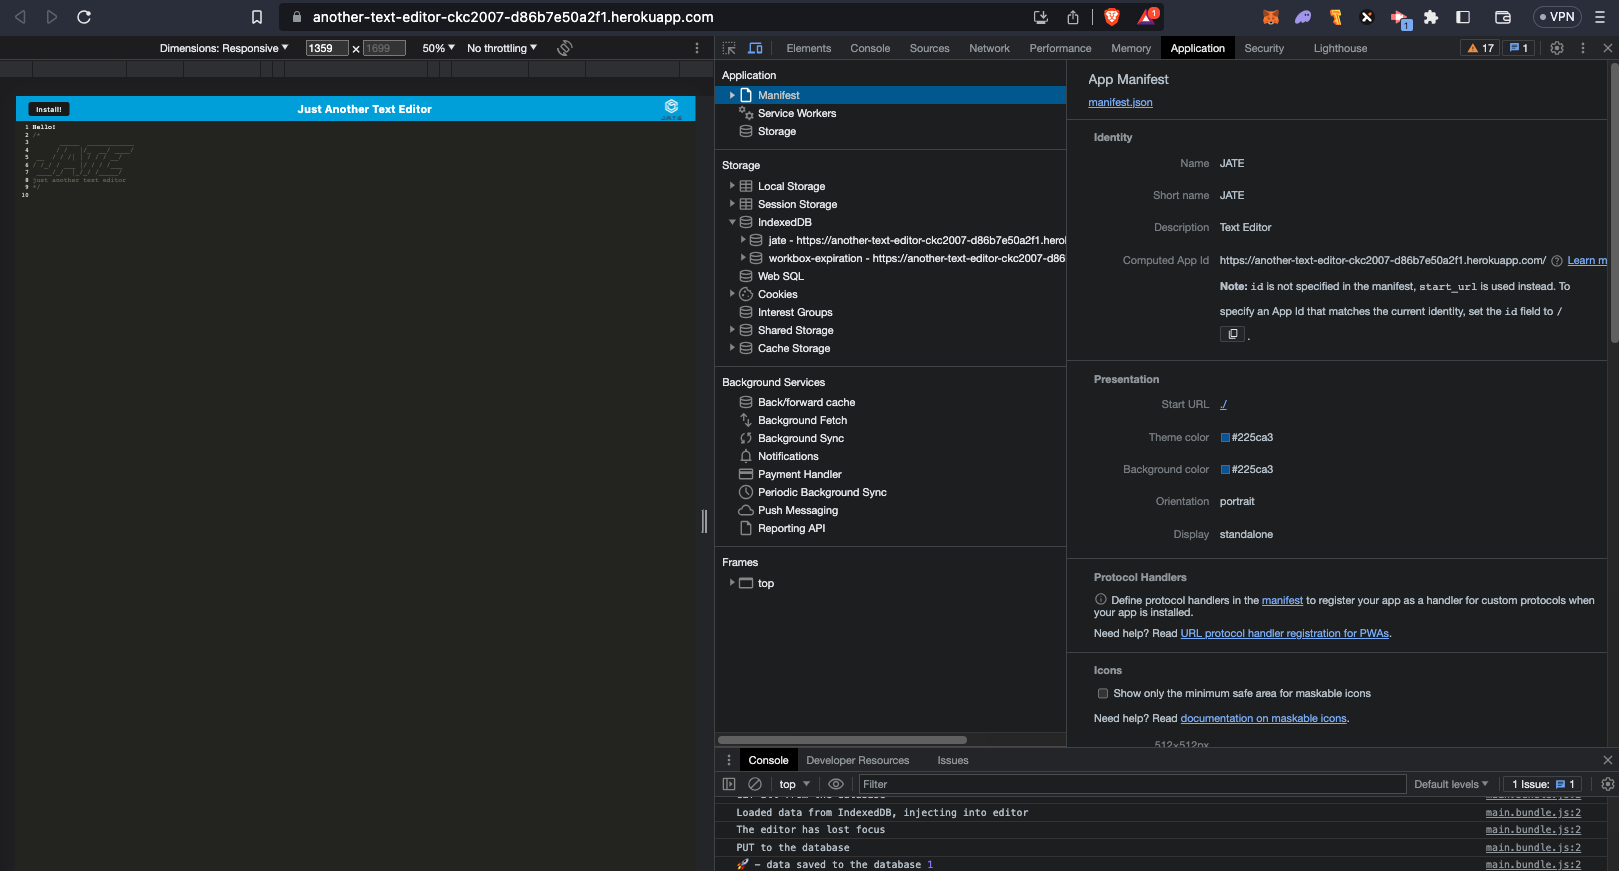 another-text-editor-ckc2007-d86b7e50a2f1.herokuapp.com
1
1
VPN
Dimensions: Responsive
1359 x 1699
50%
No throttling
Elements
Console
Sources
Network
Performance
Memory
Application
Security
Lighthouse
17
1
Install!
Just Another Text Editor
1 Hello!
2 /*
3
4
5
6
7
8 just another text editor
9 */
10
Application
Manifest
Service Workers
Storage
Storage
Local Storage
Session Storage
IndexedDB
jate - https://another-text-editor-ckc2007-d86b7e50a2f1.hero
workbox-expiration - https://another-text-editor-ckc2007-d86
Web SQL
Cookies
Interest Groups
Shared Storage
Cache Storage
Background Services
Back/forward cache
Background Fetch
Background Sync
Notifications
Payment Handler
Periodic Background Sync
Push Messaging
Reporting API
Frames
top
App Manifest
manifest.json
Identity
Name JATE
Short name JATE
Description Text Editor
Computed App Id https://another-text-editor-ckc2007-d86b7e50a2f1.herokuapp.com/ Learn m
Note: id is not specified in the manifest, start_url is used instead. To
specify an App Id that matches the current identity, set the id field to /
.
Presentation
Start URL ./
Theme color #225ca3
Background color #225ca3
Orientation portrait
Display standalone
Protocol Handlers
Define protocol handlers in the manifest to register your app as a handler for custom protocols when
your app is installed.
Need help? Read URL protocol handler registration for PWAs.
Icons
Show only the minimum safe area for maskable icons
Need help? Read documentation on maskable icons.
512×512px
Console
Developer Resources
Issues
top
Filter
Default levels
1 Issue: 1
Loaded data from IndexedDB, injecting into editor main.bundle.js:2
The editor has lost focus main.bundle.js:2
PUT to the database main.bundle.js:2
🚀 - data saved to the database 1 main.bundle.js:2